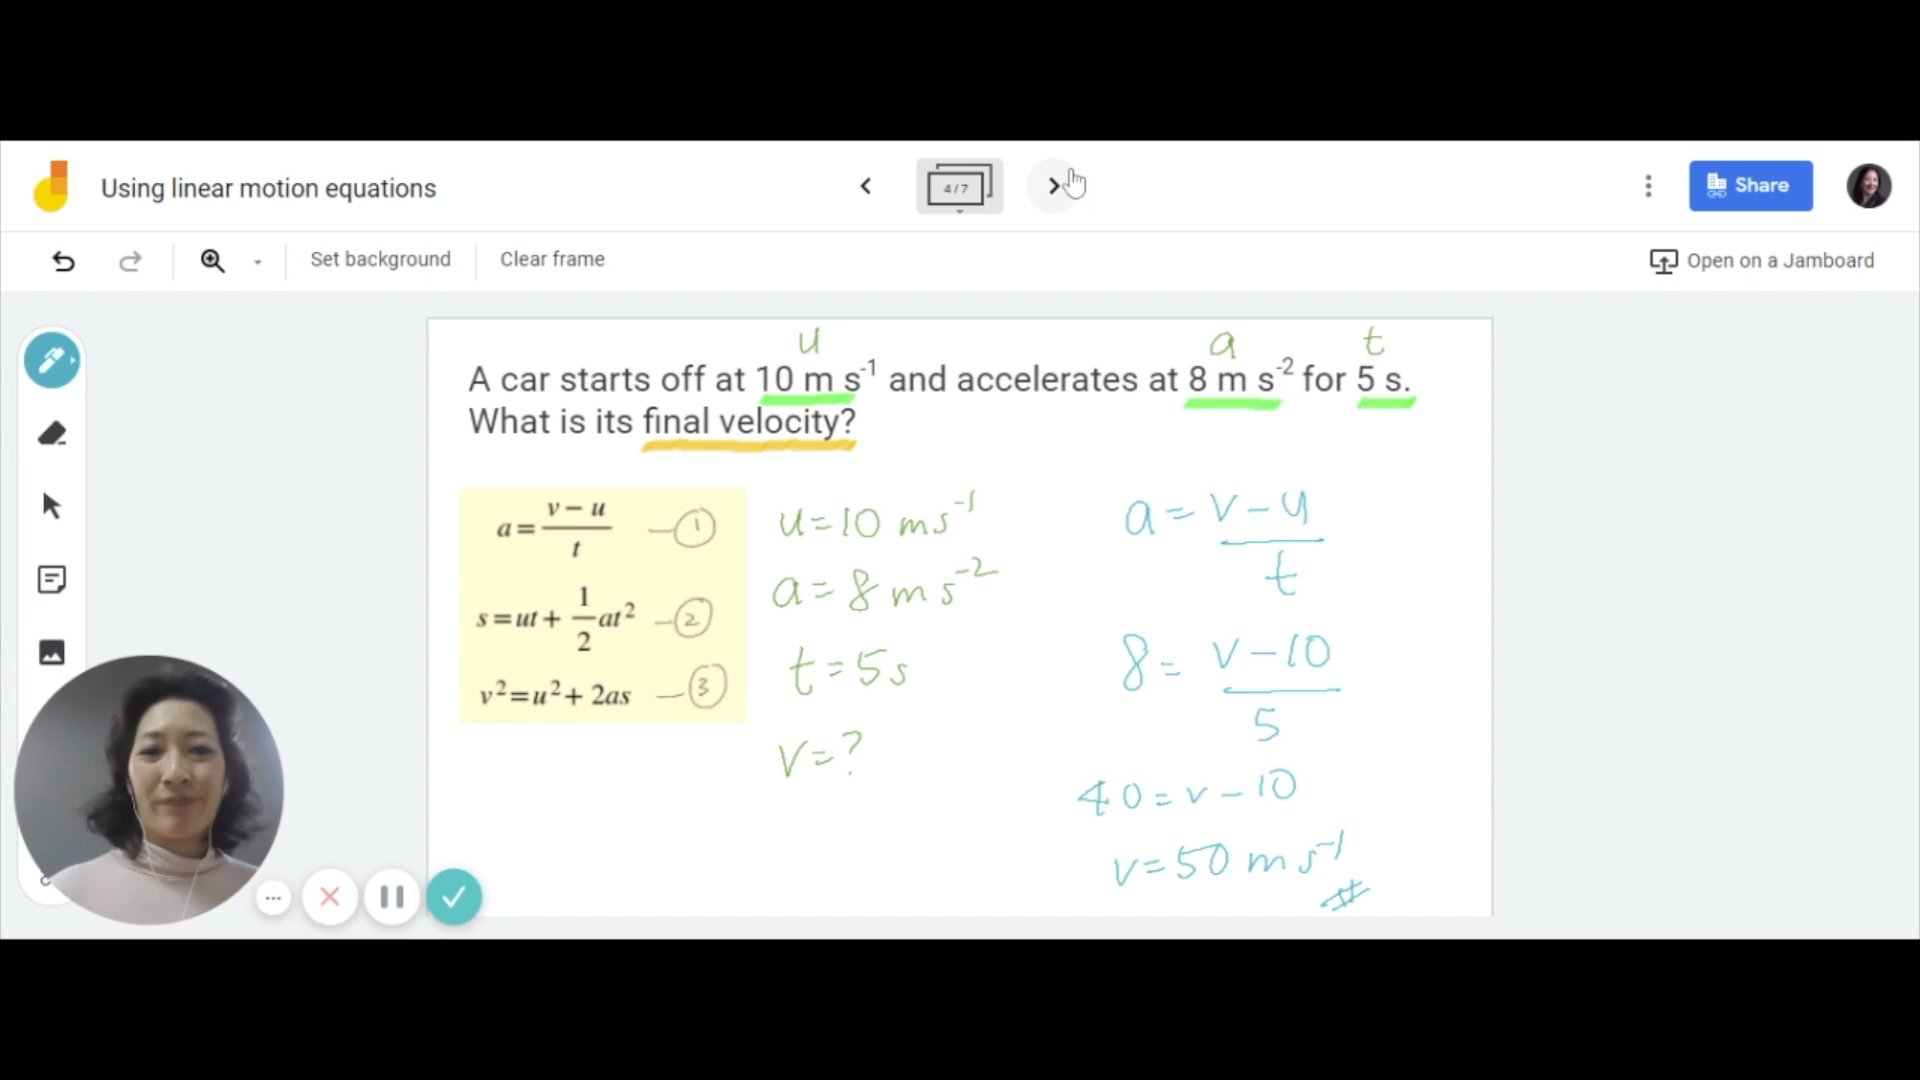 Using linear motion equations
4/7
Share
Set background
Clear frame
Open on a Jamboard
u
a
t
A car starts off at 10 m s⁻¹ and accelerates at 8 m s⁻² for 5 s.
What is its final velocity?
a = (v − u)/t — ①
s = ut + 1/2 at² — ②
v² = u² + 2as — ③
u = 10 ms⁻¹
a = 8 ms⁻²
t = 5s
v = ?
a = (v − u)/t
8 = (v − 10)/5
40 = v − 10
v = 50 ms⁻¹